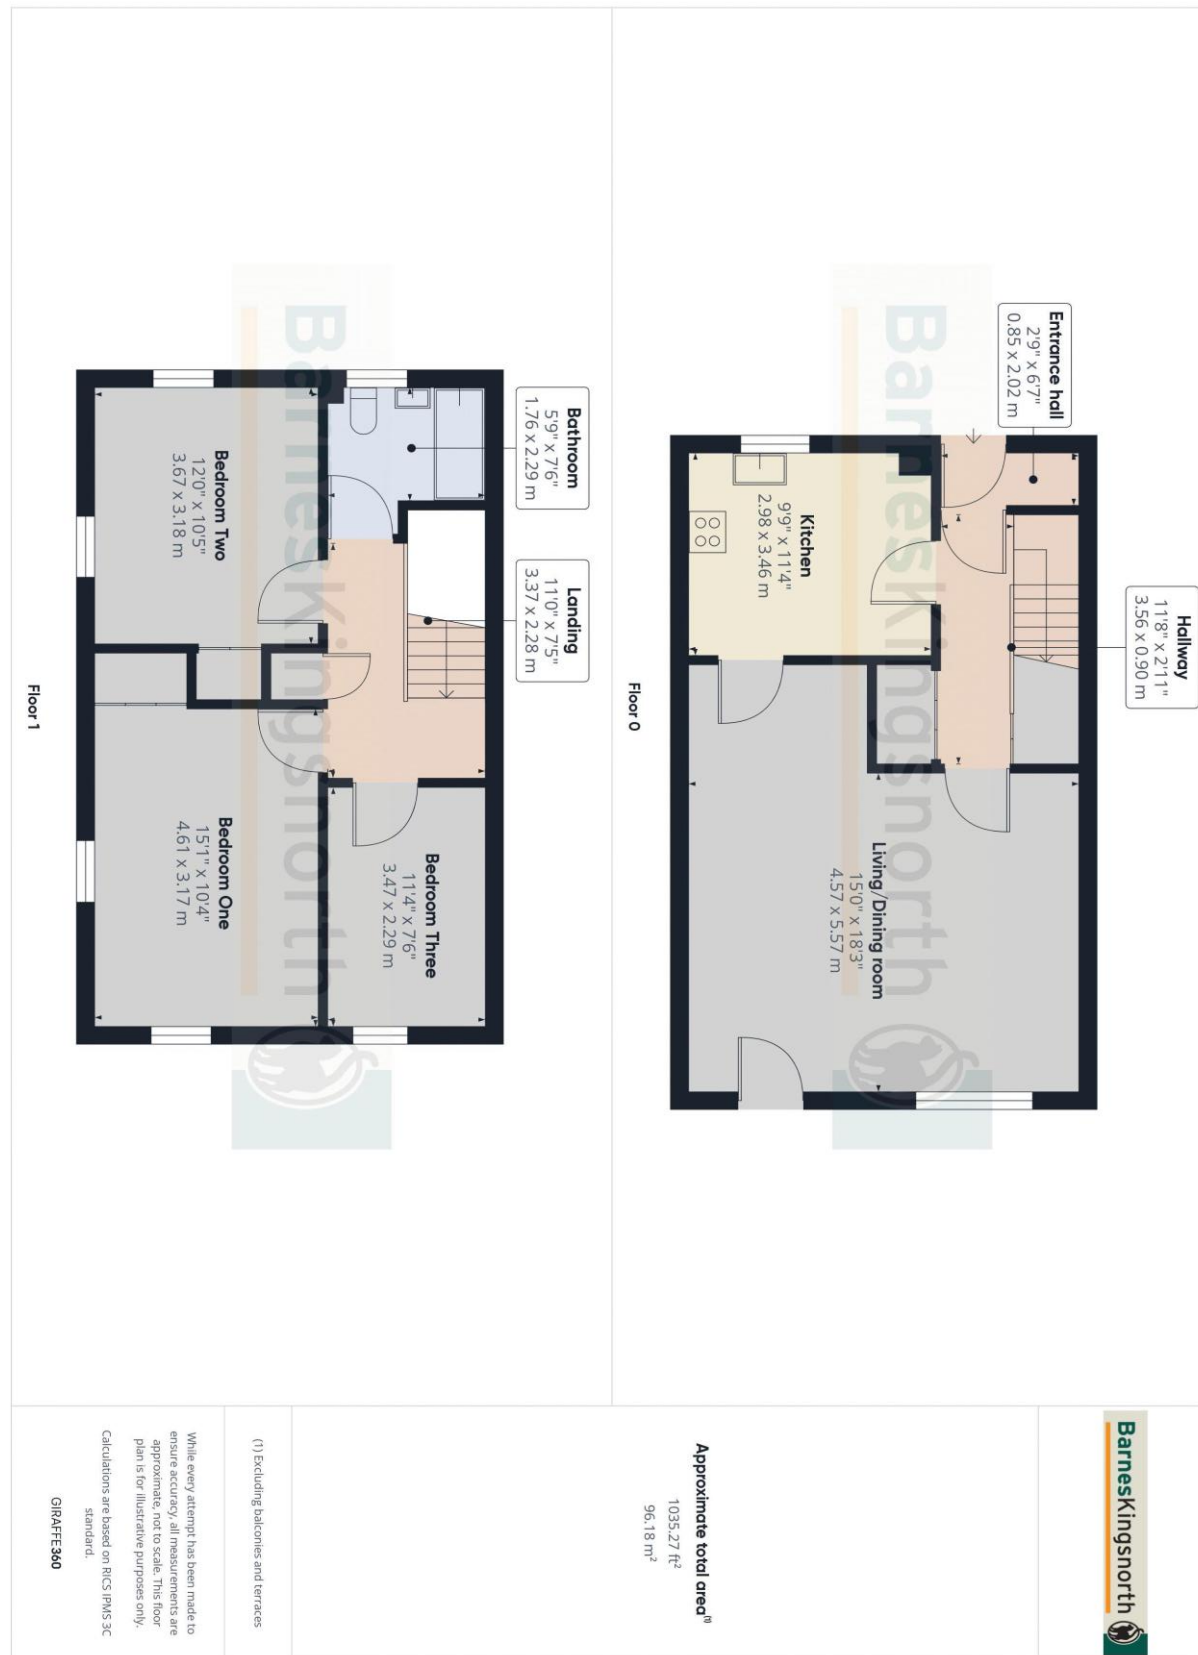 Entrance hall
2'9" x 6'7"
0.85 x 2.02 m
Hallway
11'8" x 2'11"
3.56 x 0.90 m
Kitchen
9'9" x 11'4"
2.98 x 3.46 m
Living/Dining room
15'0" x 18'3"
4.57 x 5.57 m
BarnesKingsnorth
Floor 0
Bathroom
5'9" x 7'6"
1.76 x 2.29 m
Landing
11'0" x 7'5"
3.37 x 2.28 m
Bedroom Two
12'0" x 10'5"
3.67 x 3.18 m
Bedroom Three
11'4" x 7'6"
3.47 x 2.29 m
Bedroom One
15'1" x 10'4"
4.61 x 3.17 m
BarnesKingsnorth
Floor 1
BarnesKingsnorth
Approximate total area⁽¹⁾
1035.27 ft²
96.18 m²
(1) Excluding balconies and terraces
While every attempt has been made to
ensure accuracy, all measurements are
approximate, not to scale. This floor
plan is for illustrative purposes only.
Calculations are based on RICS IPMS 3C
standard.
GIRAFFE360